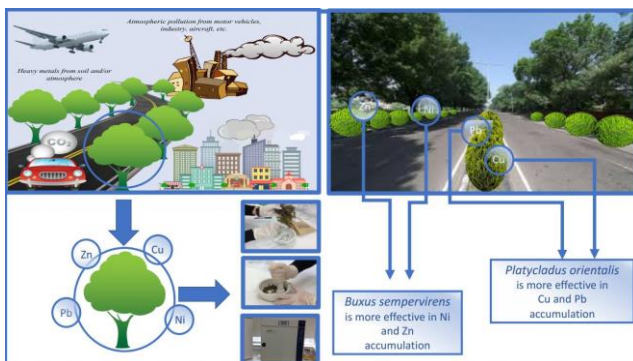 Atmospheric pollution from motor vehicles,
industry, aircraft, etc.
Heavy metals from soil and/or
atmosphere
CO2
Zn
Ni
Pb
Cu
Zn
Cu
Pb
Ni
Buxus sempervirens
is more effective in Ni
and Zn
accumulation
Platycladus orientalis
is more effective in
Cu and Pb
accumulation